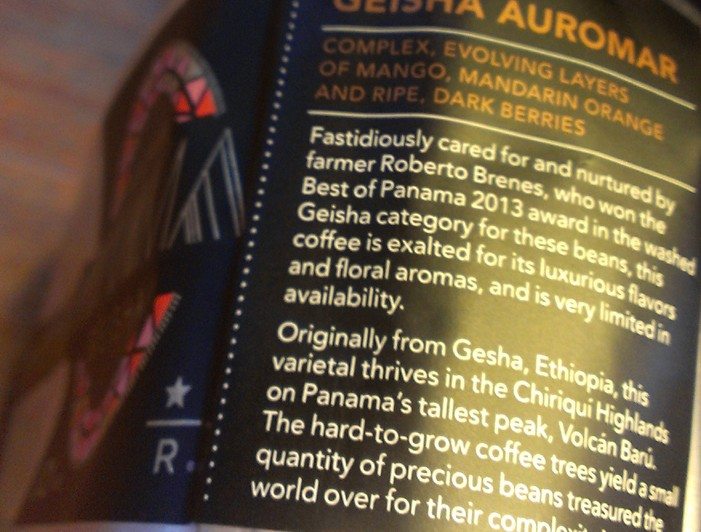 GEISHA AUROMAR
COMPLEX, EVOLVING LAYERS
OF MANGO, MANDARIN ORANGE
AND RIPE, DARK BERRIES
Fastidiously cared for and nurtured by
farmer Roberto Brenes, who won the
Best of Panama 2013 award in the washed
Geisha category for these beans, this
coffee is exalted for its luxurious flavors
and floral aromas, and is very limited in
availability.
Originally from Gesha, Ethiopia, this
varietal thrives in the Chiriquí Highlands
on Panama's tallest peak, Volcán Barú.
The hard-to-grow coffee trees yield a small
quantity of precious beans treasured the
world over for their
R.